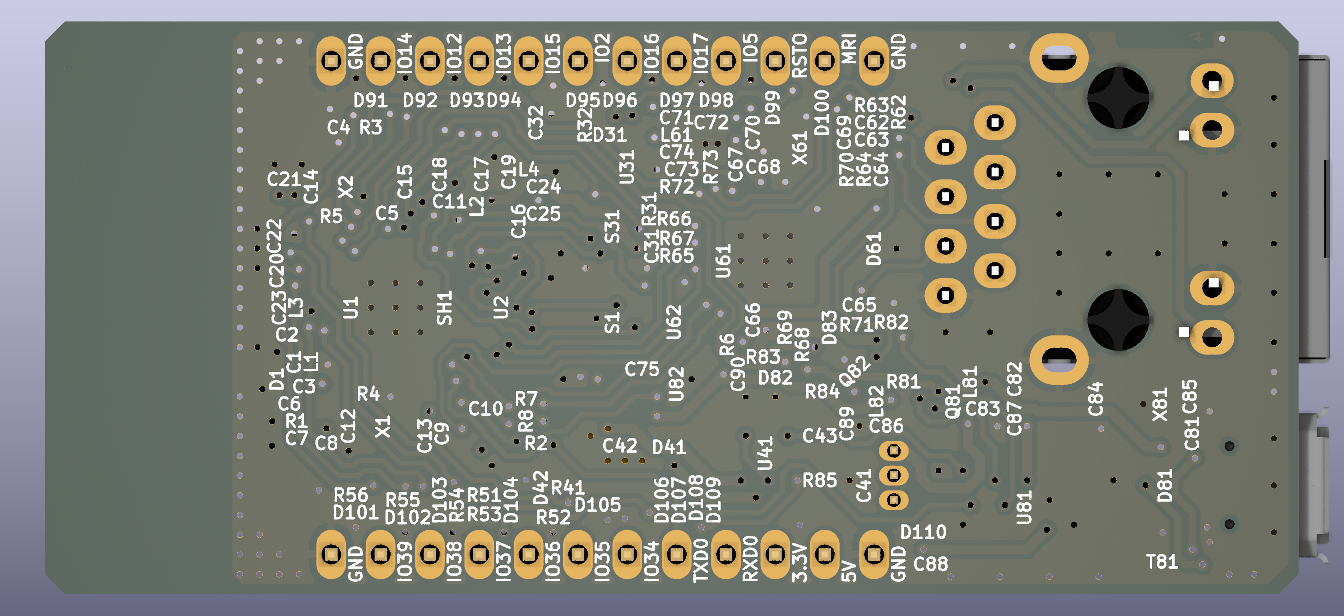 GND IO14 IO12 IO13 IO15 IO2 IO16 IO17 IO5 RSTO MRI GND
D91 D92 D93 D94 D95 D96 D97 D98 D99 D100 R63 R62
C4 R3 C32 R32 D31 C71 C72 C70 C69 C62
L61 X61 C63
C21 C14 X2 C15 C18 C17 C19 L4 U31 C74 R73 C67 C68 R70 R64 C64
C24 C73
R72
R5 C5 C11 L2 C16 C25 S31 R31 R66
C22 C31 R67 U61 D61
C20 R65
C23 L3 U1 SH1 U2 S1 U62 C66 C65
C2 R6 R69 R68 D83 R71 R82
C1 L1 R83
D1 C3 R4 C75 U82 C90 D82 Q82 R84 R81 L81 C82
C6 R7 C10 L82 Q81 C83 C87 C84 X81 C85
R1 C12 X1 R8 C89 C86
C7 C8 C13 C9 R2 C42 D41 U41 C43 C81
R56 R55 D103 R54 R51 D104 D42 R41 D106 D107 D108 D109 R85 C41 U81 D81
D101 D102 R53 R52 D105 D110
GND IO39 IO38 IO37 IO36 IO35 IO34 TXD0 RXD0 3.3V 5V GND C88 T81